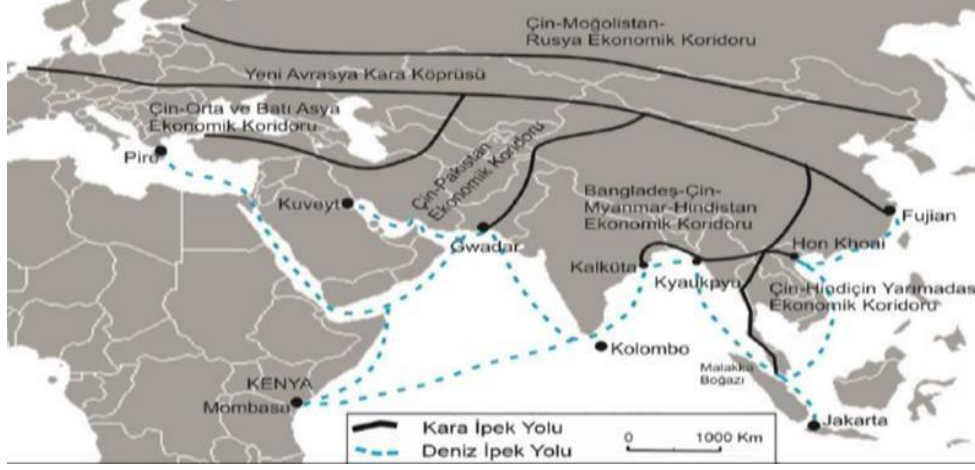 Çin-Moğolistan-
Rusya Ekonomik Koridoru
Yeni Avrasya Kara Köprüsü
Çin-Orta ve Batı Asya
Ekonomik Koridoru
Pire
Çin-Pakistan
Ekonomik Koridoru
Kuveyt
Gwadar
Bangladeş-Çin-
Myanmar-Hindistan
Ekonomik Koridoru
Fujian
Hon Khoai
Kalküta
Kyaukpyu
Çin-Hindiçin Yarımadas
Ekonomik Koridoru
Kolombo
Malakka
Boğazı
KENYA
Mombasa
Jakarta
Kara İpek Yolu
Deniz İpek Yolu
0 1000 Km